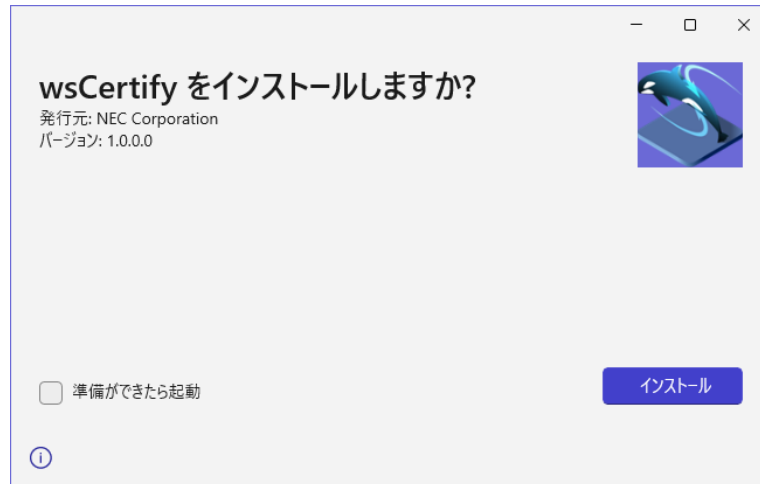 wsCertify をインストールしますか?
発行元: NEC Corporation
バージョン: 1.0.0.0
準備ができたら起動
インストール